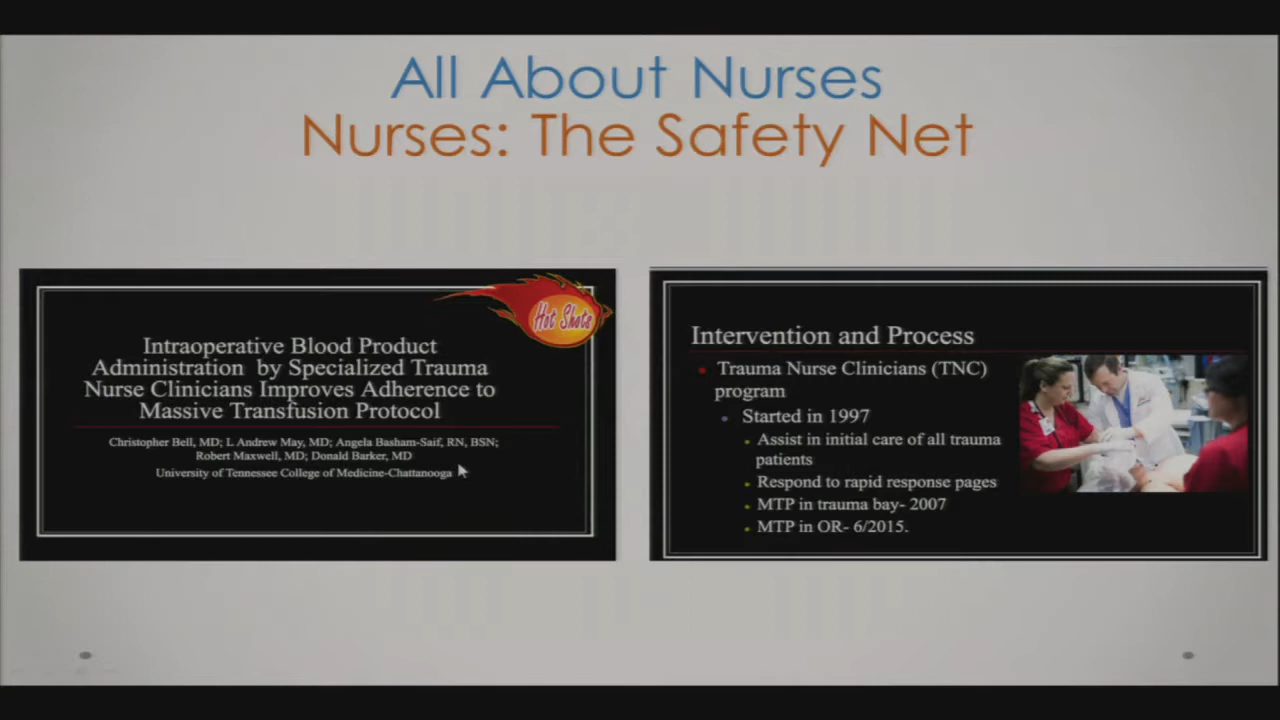 All About Nurses
Nurses: The Safety Net
Hot Shots
Intraoperative Blood Product
Administration by Specialized Trauma
Nurse Clinicians Improves Adherence to
Massive Transfusion Protocol
Christopher Bell, MD; L Andrew May, MD; Angela Basham-Saif, RN, BSN;
Robert Maxwell, MD; Donald Barker, MD
University of Tennessee College of Medicine-Chattanooga
Intervention and Process
Trauma Nurse Clinicians (TNC)
program
Started in 1997
Assist in initial care of all trauma
patients
Respond to rapid response pages
MTP in trauma bay- 2007
MTP in OR- 6/2015.